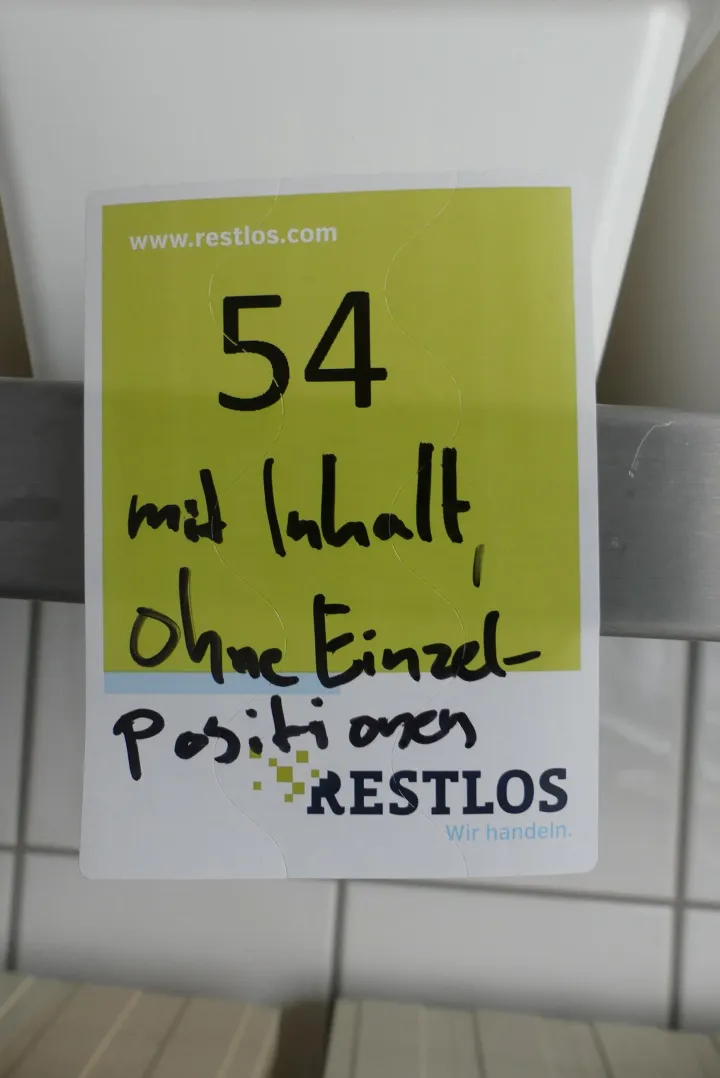 www.restlos.com
54
mit Inhalt,
Ohne Einzel-
Positionen
RESTLOS
Wir handeln.